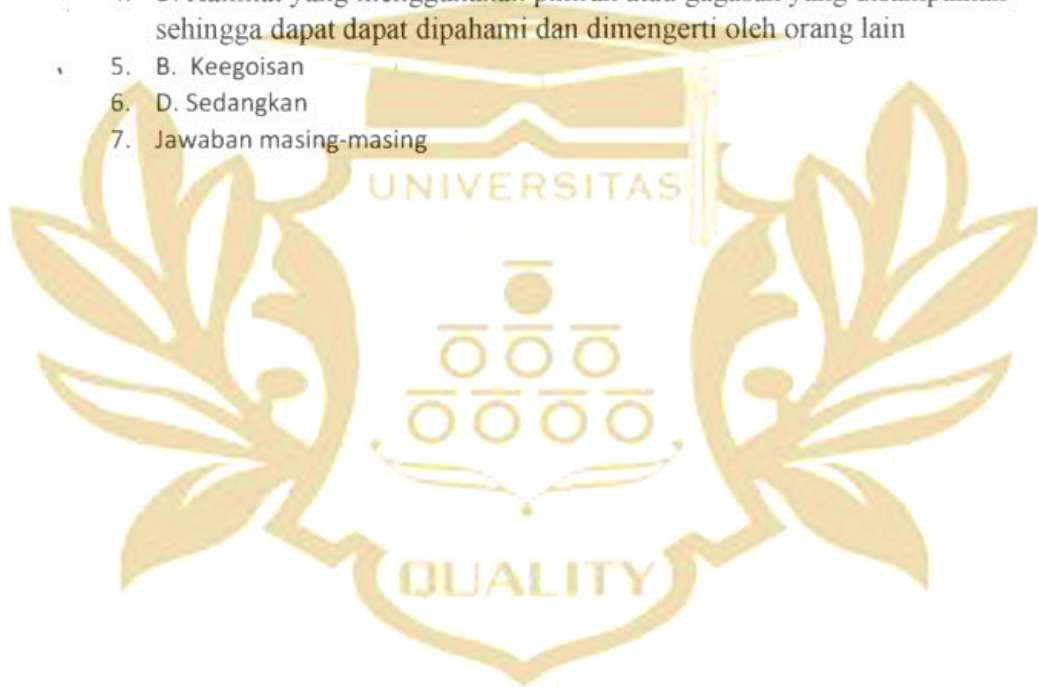 sehingga dapat dapat dipahami dan dimengerti oleh orang lain
5. B. Keegoisan
6. D. Sedangkan
7. Jawaban masing-masing
UNIVERSITAS
QUALITY